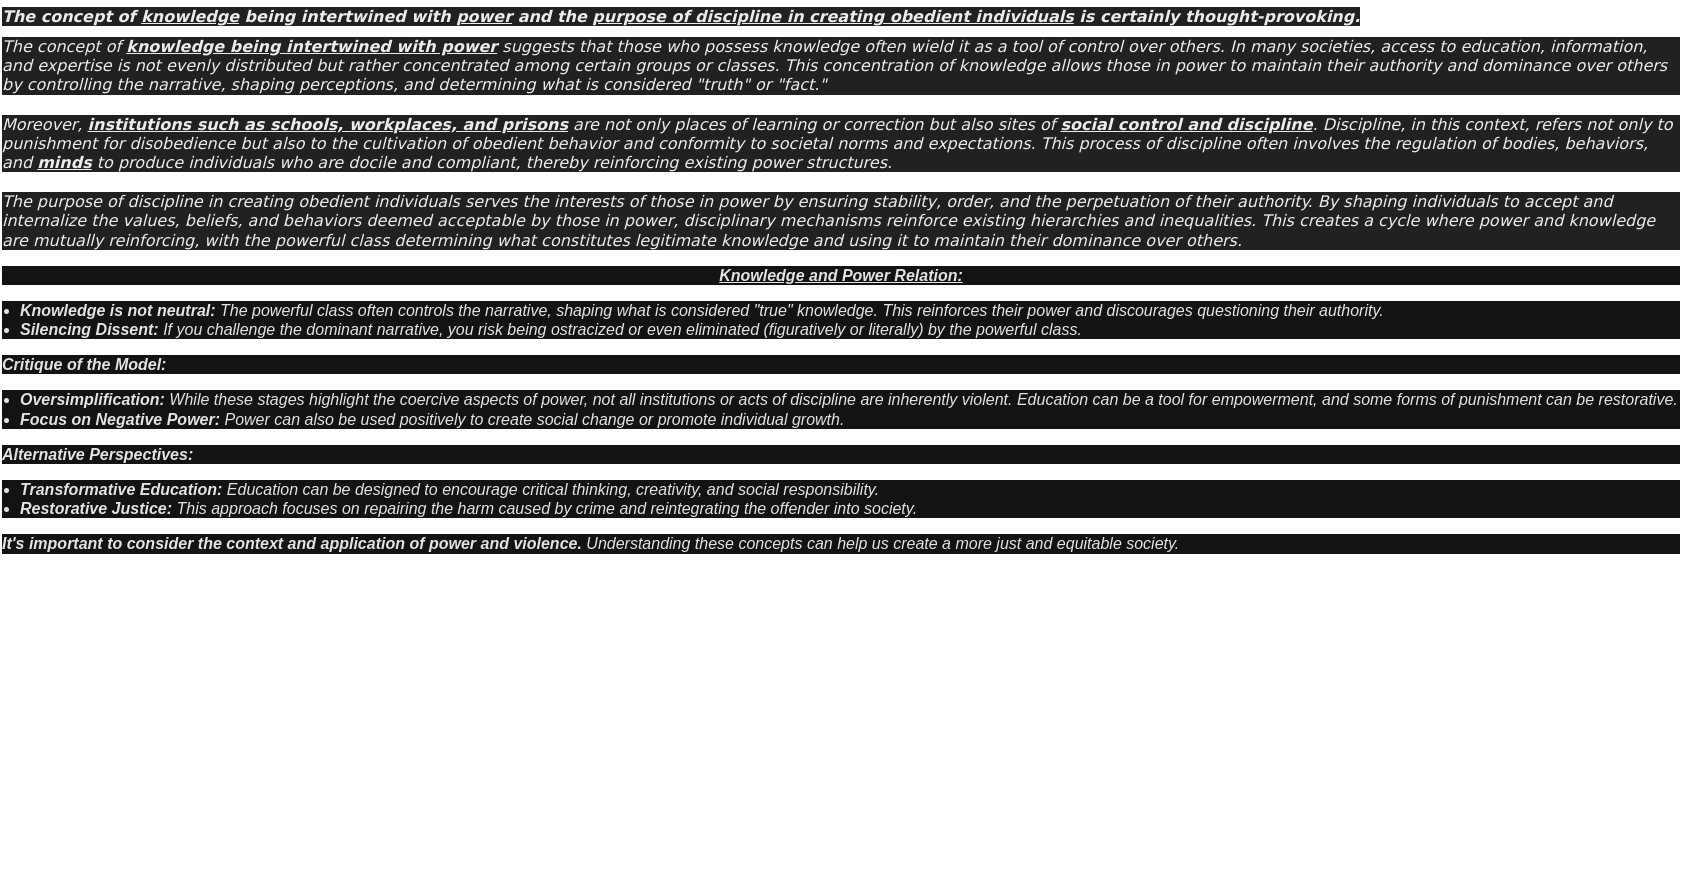 The concept of knowledge being intertwined with power and the purpose of discipline in creating obedient individuals is certainly thought-provoking.
The concept of knowledge being intertwined with power suggests that those who possess knowledge often wield it as a tool of control over others. In many societies, access to education, information,
and expertise is not evenly distributed but rather concentrated among certain groups or classes. This concentration of knowledge allows those in power to maintain their authority and dominance over others
by controlling the narrative, shaping perceptions, and determining what is considered "truth" or "fact."
Moreover, institutions such as schools, workplaces, and prisons are not only places of learning or correction but also sites of social control and discipline. Discipline, in this context, refers not only to
punishment for disobedience but also to the cultivation of obedient behavior and conformity to societal norms and expectations. This process of discipline often involves the regulation of bodies, behaviors,
and minds to produce individuals who are docile and compliant, thereby reinforcing existing power structures.
The purpose of discipline in creating obedient individuals serves the interests of those in power by ensuring stability, order, and the perpetuation of their authority. By shaping individuals to accept and
internalize the values, beliefs, and behaviors deemed acceptable by those in power, disciplinary mechanisms reinforce existing hierarchies and inequalities. This creates a cycle where power and knowledge
are mutually reinforcing, with the powerful class determining what constitutes legitimate knowledge and using it to maintain their dominance over others.
Knowledge and Power Relation:
• Knowledge is not neutral: The powerful class often controls the narrative, shaping what is considered "true" knowledge. This reinforces their power and discourages questioning their authority.
• Silencing Dissent: If you challenge the dominant narrative, you risk being ostracized or even eliminated (figuratively or literally) by the powerful class.
Critique of the Model:
• Oversimplification: While these stages highlight the coercive aspects of power, not all institutions or acts of discipline are inherently violent. Education can be a tool for empowerment, and some forms of punishment can be restorative.
• Focus on Negative Power: Power can also be used positively to create social change or promote individual growth.
Alternative Perspectives:
• Transformative Education: Education can be designed to encourage critical thinking, creativity, and social responsibility.
• Restorative Justice: This approach focuses on repairing the harm caused by crime and reintegrating the offender into society.
It's important to consider the context and application of power and violence. Understanding these concepts can help us create a more just and equitable society.